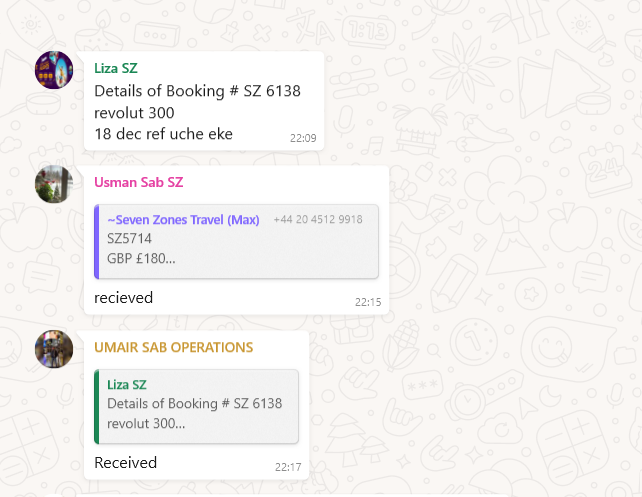 Liza SZ
Details of Booking # SZ 6138
revolut 300
18 dec ref uche eke
22:09
Usman Sab SZ
~Seven Zones Travel (Max) +44 20 4512 9918
SZ5714
GBP £180...
recieved
22:15
UMAIR SAB OPERATIONS
Liza SZ
Details of Booking # SZ 6138
revolut 300...
Received
22:17